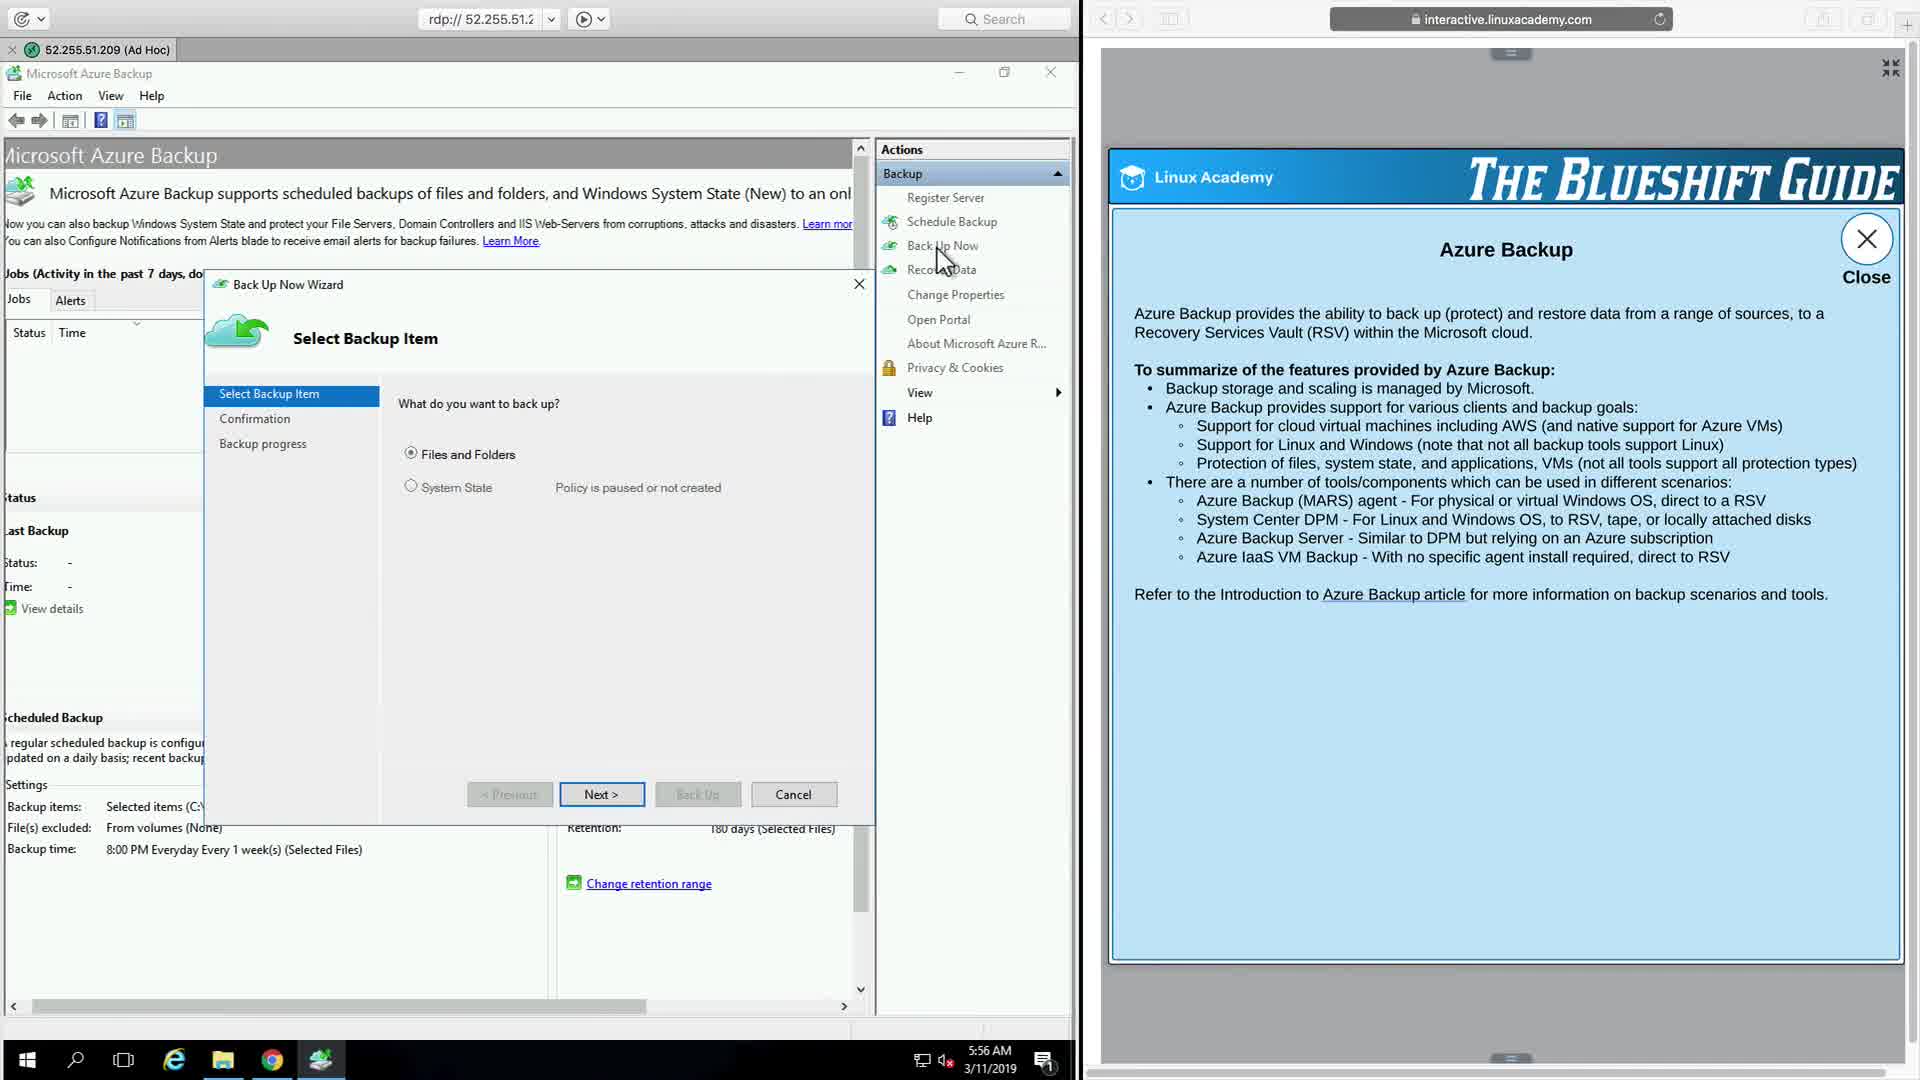 rdp:// 52.255.51.2
Search
52.255.51.209 (Ad Hoc)
Microsoft Azure Backup
File Action View Help
Microsoft Azure Backup
Microsoft Azure Backup supports scheduled backups of files and folders, and Windows System State (New) to an onl
Now you can also backup Windows System State and protect your File Servers, Domain Controllers and IIS Web-Servers from corruptions, attacks and disasters. Learn mor
You can also Configure Notifications from Alerts blade to receive email alerts for backup failures. Learn More.
Jobs (Activity in the past 7 days, do
Jobs Alerts
Status Time
Status
Last Backup
Status: -
Time: -
View details
Scheduled Backup
A regular scheduled backup is configu
updated on a daily basis; recent backup
Settings
Backup items: Selected items (C:\
File(s) excluded: From volumes (None)
Backup time: 8:00 PM Everyday Every 1 week(s) (Selected Files)
Retention: 180 days (Selected Files)
Change retention range
Back Up Now Wizard
Select Backup Item
Select Backup Item
Confirmation
Backup progress
What do you want to back up?
Files and Folders
System State Policy is paused or not created
< Previous Next > Back Up Cancel
Actions
Backup
Register Server
Schedule Backup
Back Up Now
Recover Data
Change Properties
Open Portal
About Microsoft Azure R...
Privacy & Cookies
View
Help
5:56 AM
3/11/2019
1
interactive.linuxacademy.com
Linux Academy
THE BLUESHIFT GUIDE
Azure Backup
Close
Azure Backup provides the ability to back up (protect) and restore data from a range of sources, to a
Recovery Services Vault (RSV) within the Microsoft cloud.
To summarize of the features provided by Azure Backup:
• Backup storage and scaling is managed by Microsoft.
• Azure Backup provides support for various clients and backup goals:
◦ Support for cloud virtual machines including AWS (and native support for Azure VMs)
◦ Support for Linux and Windows (note that not all backup tools support Linux)
◦ Protection of files, system state, and applications, VMs (not all tools support all protection types)
• There are a number of tools/components which can be used in different scenarios:
◦ Azure Backup (MARS) agent - For physical or virtual Windows OS, direct to a RSV
◦ System Center DPM - For Linux and Windows OS, to RSV, tape, or locally attached disks
◦ Azure Backup Server - Similar to DPM but relying on an Azure subscription
◦ Azure IaaS VM Backup - With no specific agent install required, direct to RSV
Refer to the Introduction to Azure Backup article for more information on backup scenarios and tools.